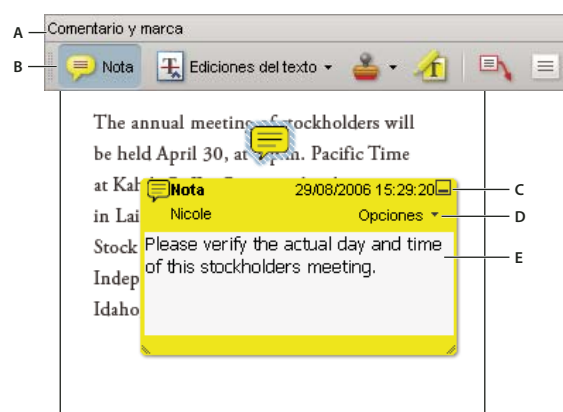 A
Comentario y marca
B
Nota
Ediciones del texto
T
T
The annual meeting of stockholders will
be held April 30, at p.m. Pacific Time
at Kah
in Lai
Stock
Indep
Idaho
Nota 29/08/2006 15:29:20
C
Nicole Opciones
D
Please verify the actual day and time
of this stockholders meeting.
E